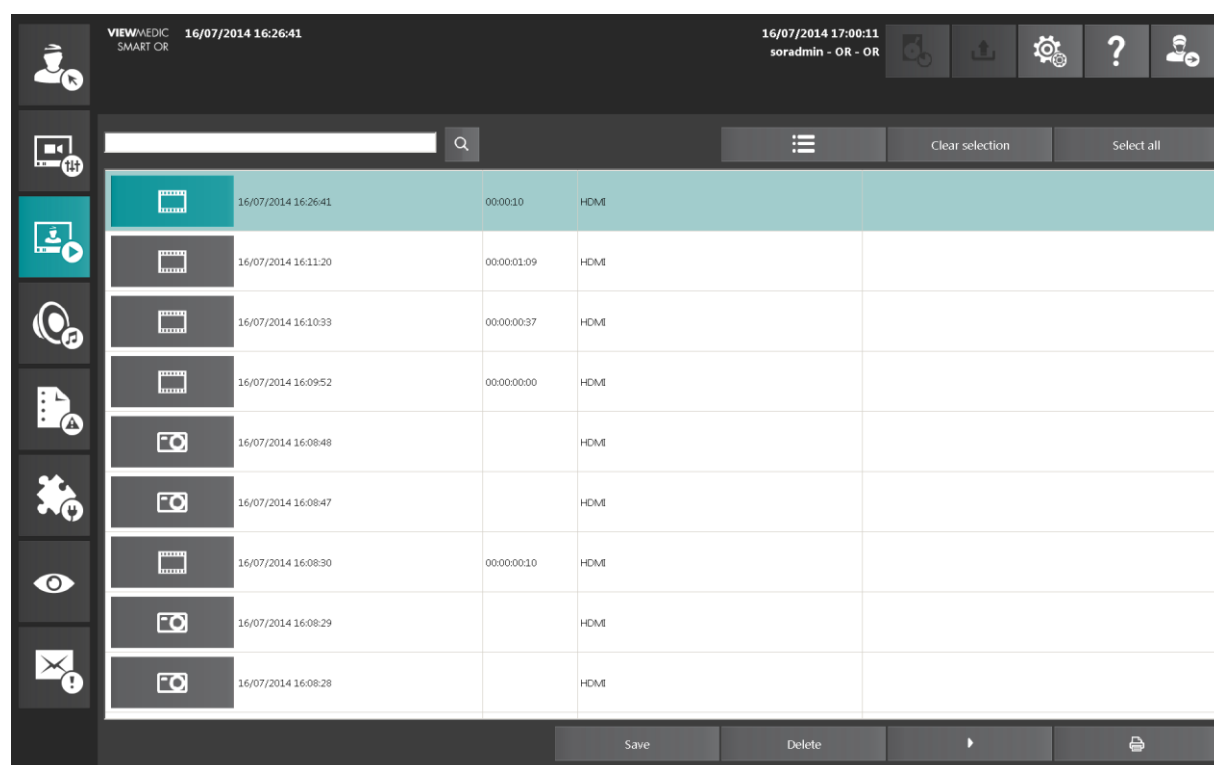 VIEWMEDIC 16/07/2014 16:26:41
SMART OR
16/07/2014 17:00:11
soradmin - OR - OR
?
Clear selection
Select all
16/07/2014 16:26:41 00:00:10 HDMI
16/07/2014 16:11:20 00:00:01:09 HDMI
16/07/2014 16:10:33 00:00:00:37 HDMI
16/07/2014 16:09:52 00:00:00:00 HDMI
16/07/2014 16:08:48 HDMI
16/07/2014 16:08:47 HDMI
16/07/2014 16:08:30 00:00:00:10 HDMI
16/07/2014 16:08:29 HDMI
16/07/2014 16:08:28 HDMI
Save
Delete